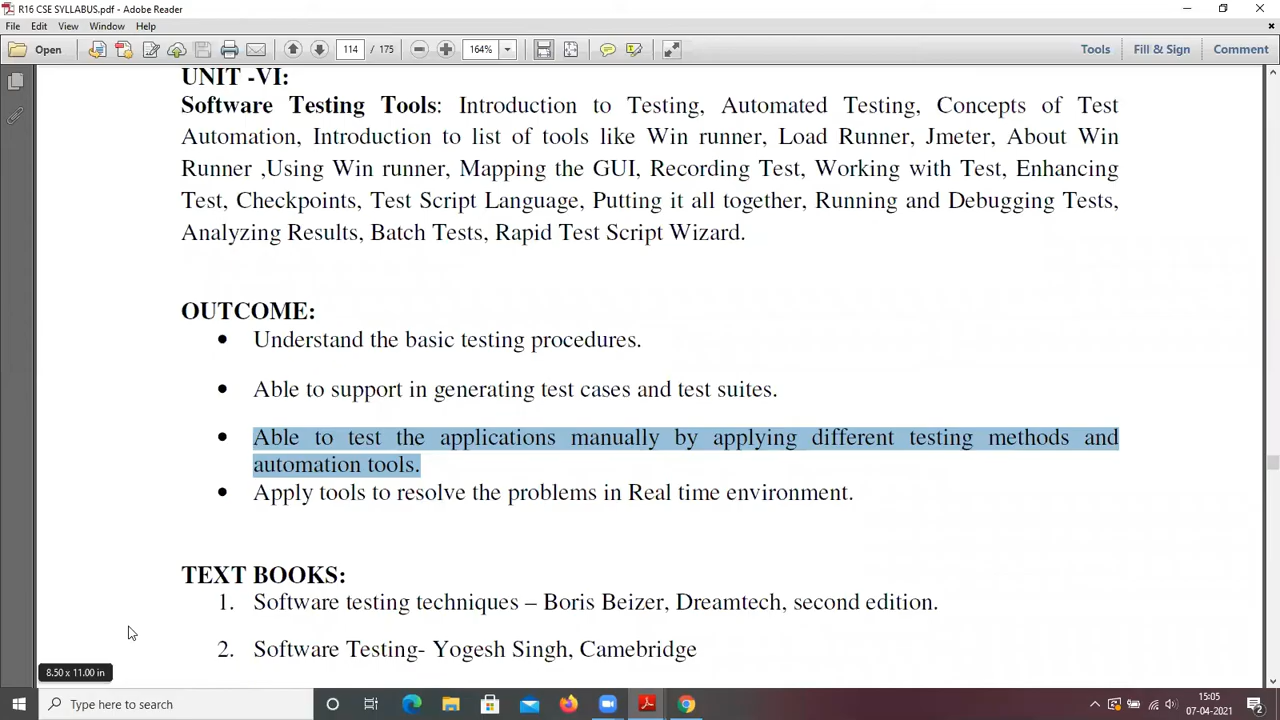 R16 CSE SYLLABUS.pdf - Adobe Reader
File Edit View Window Help
Open 114 / 175 164% Tools Fill & Sign Comment
UNIT -VI:
Software Testing Tools: Introduction to Testing, Automated Testing, Concepts of Test
Automation, Introduction to list of tools like Win runner, Load Runner, Jmeter, About Win
Runner ,Using Win runner, Mapping the GUI, Recording Test, Working with Test, Enhancing
Test, Checkpoints, Test Script Language, Putting it all together, Running and Debugging Tests,
Analyzing Results, Batch Tests, Rapid Test Script Wizard.
OUTCOME:
• Understand the basic testing procedures.
• Able to support in generating test cases and test suites.
• Able to test the applications manually by applying different testing methods and
automation tools.
• Apply tools to resolve the problems in Real time environment.
TEXT BOOKS:
1. Software testing techniques – Boris Beizer, Dreamtech, second edition.
2. Software Testing- Yogesh Singh, Camebridge
8.50 x 11.00 in
Type here to search
15:05
07-04-2021
2